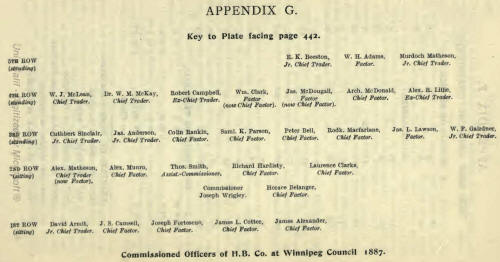 APPENDIX G.
Key to Plate facing page 442.
5TH ROW (standing)
R. K. Beeston, Jr. Chief Trader.
W. H. Adams, Factor.
Murdoch Matheson, Jr. Chief Trader.
4TH ROW (standing)
W. J. McLean, Chief Trader.
Dr. W. M. McKay, Chief Trader.
Robert Campbell, Ex-Chief Trader.
Wm. Clark, Factor (now Chief Factor).
Jas. McDougall, Factor (now Chief Factor).
Arch. McDonald, Chief Factor.
Alex. R. Lillie, Ex-Chief Trader.
3RD ROW (standing)
Cuthbert Sinclair, Jr. Chief Trader.
Jas. Anderson, Jr. Chief Trader.
Colin Rankin, Chief Factor.
Saml. K. Parson, Chief Factor.
Peter Bell, Chief Factor.
Rodk. Macfarlane, Chief Factor.
Jos. L. Lawson, Factor.
W. F. Gairdner, Jr. Chief Trader.
2ND ROW (sitting)
Alex. Matheson, Chief Trader (now Factor).
Alex. Munro, Chief Factor.
Thos. Smith, Assist.-Commissioner,
Richard Hardisty, Chief Factor.
Laurence Clarke, Chief Factor.
Commissioner Joseph Wrigley.
Horace Belanger, Chief Factor.
1ST ROW (sitting)
David Armit, Jr. Chief Trader.
J. S. Camsell, Chief Factor.
Joseph Fortescue, Chief Factor.
James L. Cotter, Chief Factor.
James Alexander, Chief Factor.
Commissioned Officers of H.B. Co. at Winnipeg Council 1887.